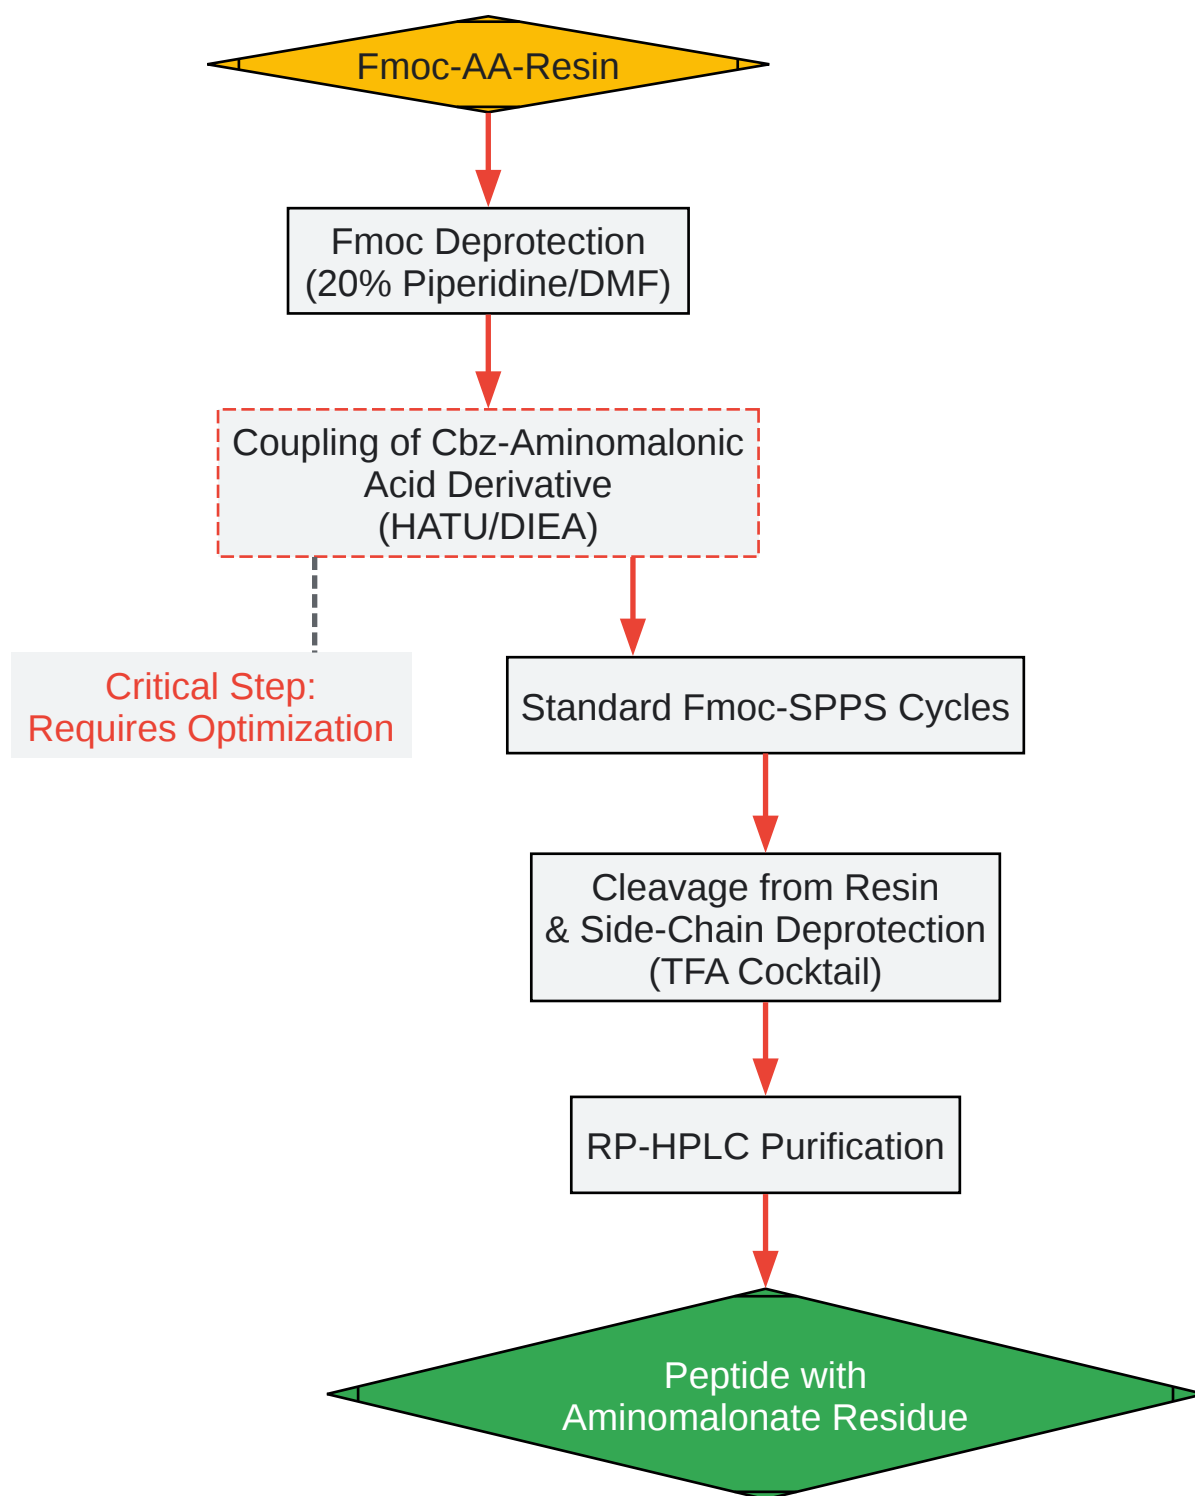 Fmoc-AA-Resin
Fmoc Deprotection
(20% Piperidine/DMF)
Coupling of Cbz-Aminomalonic
Acid Derivative
(HATU/DIEA)
Critical Step:
Requires Optimization
Standard Fmoc-SPPS Cycles
Cleavage from Resin
& Side-Chain Deprotection
(TFA Cocktail)
RP-HPLC Purification
Peptide with
Aminomalonate Residue